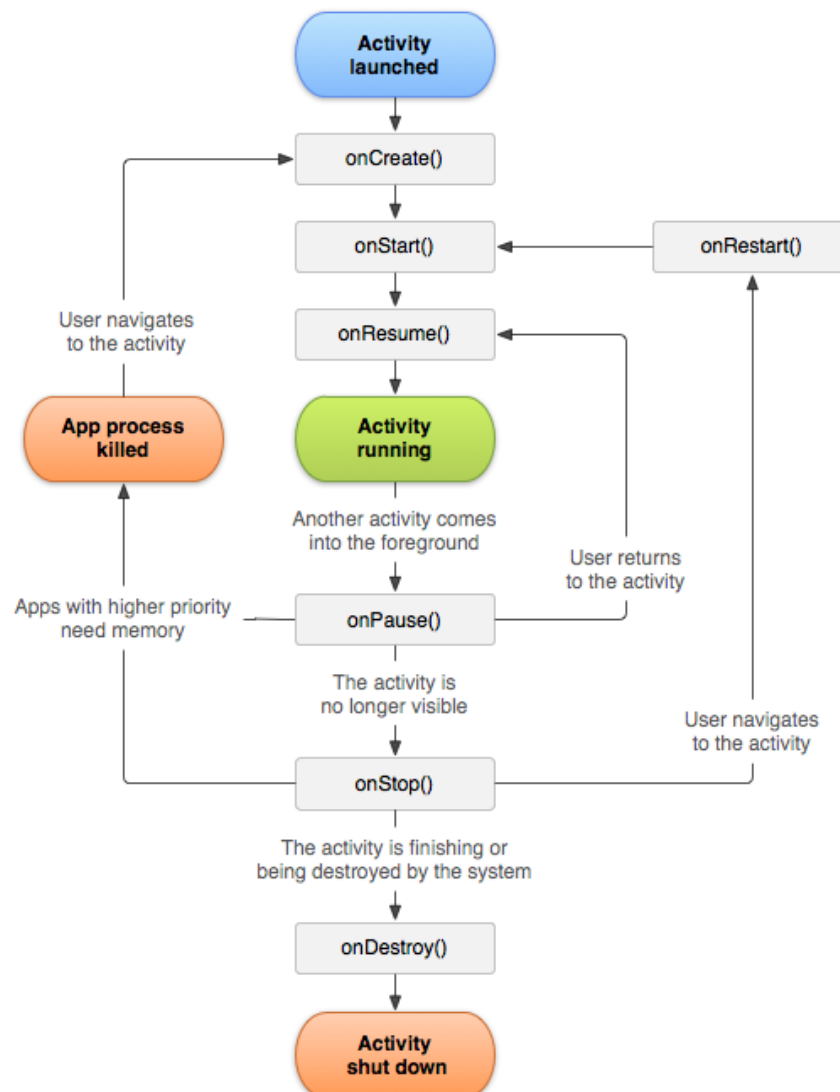 Activity
launched
onCreate()
onStart()
onRestart()
User navigates
to the activity
onResume()
App process
killed
Activity
running
Another activity comes
into the foreground
User returns
to the activity
Apps with higher priority
need memory
onPause()
The activity is
no longer visible
User navigates
to the activity
onStop()
The activity is finishing or
being destroyed by the system
onDestroy()
Activity
shut down